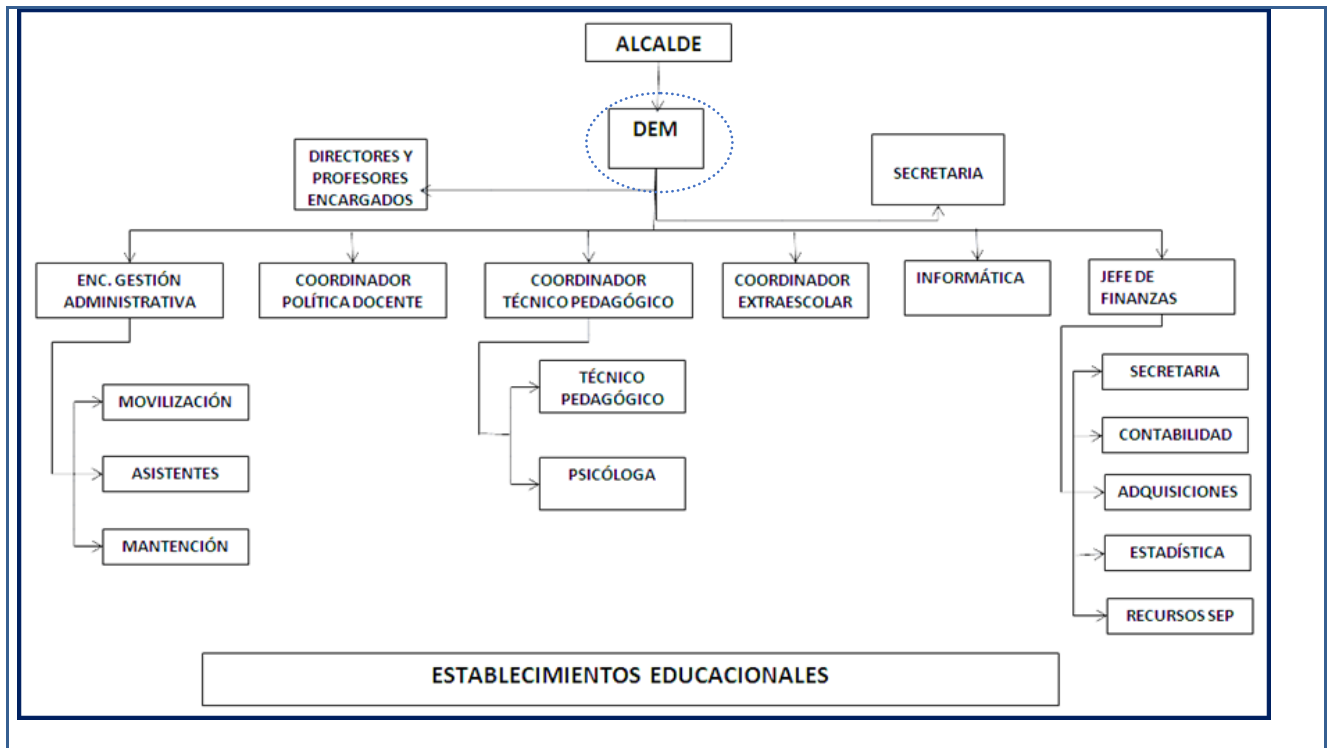 ALCALDE
DEM
DIRECTORES Y
PROFESORES
ENCARGADOS
SECRETARIA
ENC. GESTIÓN
ADMINISTRATIVA
COORDINADOR
POLÍTICA DOCENTE
COORDINADOR
TÉCNICO PEDAGÓGICO
COORDINADOR
EXTRAESCOLAR
INFORMÁTICA
JEFE DE
FINANZAS
MOVILIZACIÓN
ASISTENTES
MANTENCIÓN
TÉCNICO
PEDAGÓGICO
PSICÓLOGA
SECRETARIA
CONTABILIDAD
ADQUISICIONES
ESTADÍSTICA
RECURSOS SEP
ESTABLECIMIENTOS EDUCACIONALES